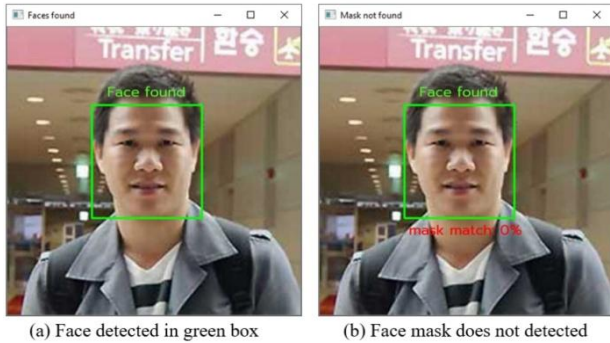 Faces found
Mask not found
Transfer 환승
Transfer 환승
Face found
Face found
mask match 0%
(a) Face detected in green box
(b) Face mask does not detected